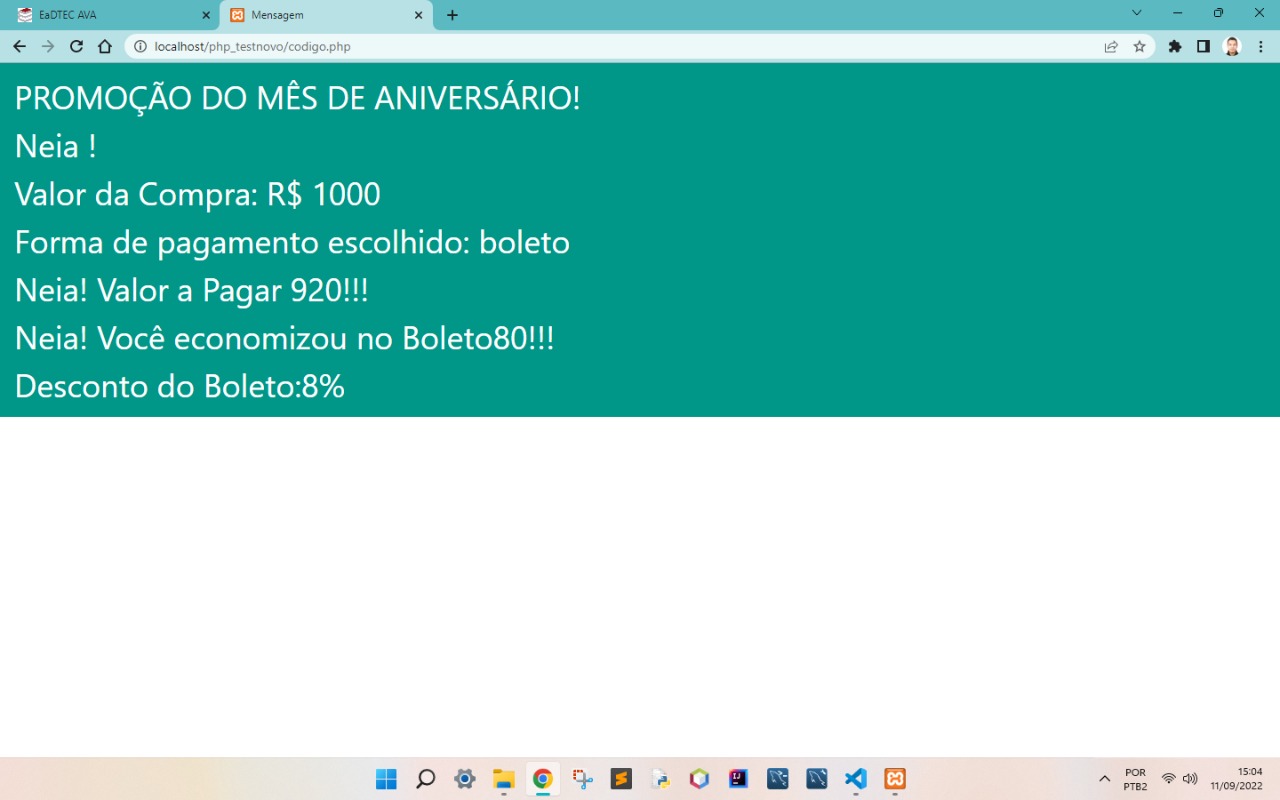 EaDTEC AVA
Mensagem
localhost/php_testnovo/codigo.php
PROMOÇÃO DO MÊS DE ANIVERSÁRIO!
Neia !
Valor da Compra: R$ 1000
Forma de pagamento escolhido: boleto
Neia! Valor a Pagar 920!!!
Neia! Você economizou no Boleto80!!!
Desconto do Boleto:8%
POR
PTB2
15:04
11/09/2022